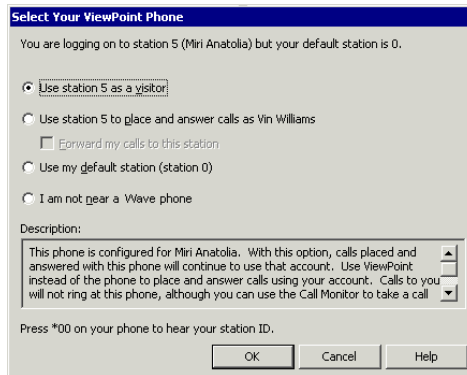 Select Your ViewPoint Phone
You are logging on to station 5 (Miri Anatolia) but your default station is 0.
Use station 5 as a visitor
Use station 5 to place and answer calls as Vin Williams
Forward my calls to this station
Use my default station (station 0)
I am not near a Wave phone
Description:
This phone is configured for Miri Anatolia. With this option, calls placed and
answered with this phone will continue to use that account. Use ViewPoint
instead of the phone to place and answer calls using your account. Calls to you
will not ring at this phone, although you can use the Call Monitor to take a call
Press *00 on your phone to hear your station ID.
OK Cancel Help